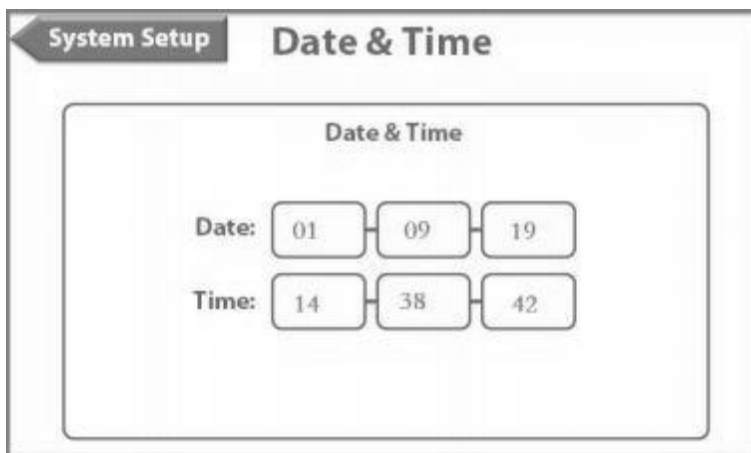 System Setup Date & Time
Date & Time
Date: 01 - 09 - 19
Time: 14 - 38 - 42